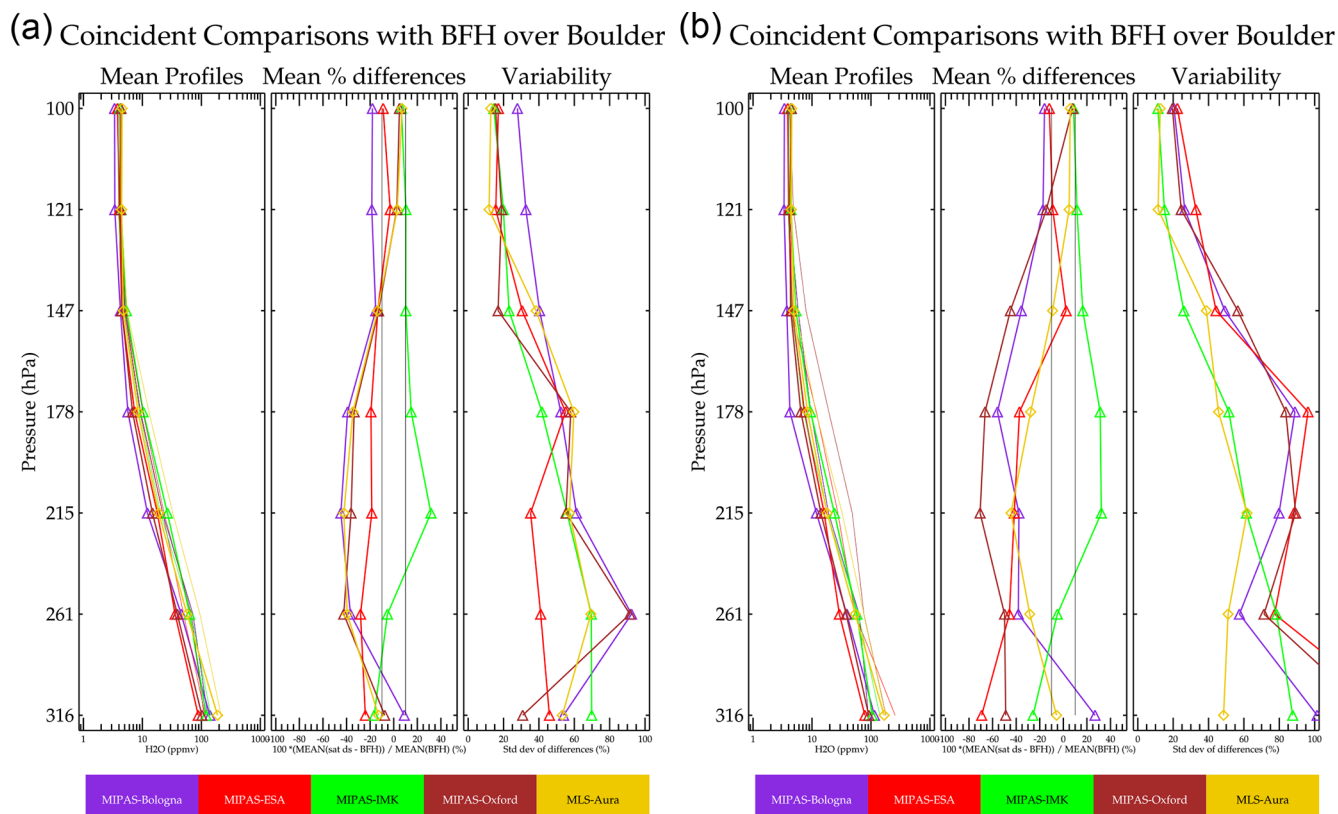 (a) Coincident Comparisons with BFH over Boulder
Mean Profiles Mean % differences Variability
100
121
147
178
215
261
316
Pressure (hPa)
1 10 100 1000
H2O (ppmv)
-100 -80 -60 -40 -20 0 20 40
100 *(MEAN(sat ds - BFH)) / MEAN(BFH) (%)
0 20 40 60 80 100
Std dev of differences (%)
MIPAS-Bologna MIPAS-ESA MIPAS-IMK MIPAS-Oxford MLS-Aura
(b) Coincident Comparisons with BFH over Boulder
Mean Profiles Mean % differences Variability
100
121
147
178
215
261
316
Pressure (hPa)
1 10 100 1000
H2O (ppmv)
-100 -80 -60 -40 -20 0 20 40
100 *(MEAN(sat ds - BFH)) / MEAN(BFH) (%)
0 20 40 60 80 100
Std dev of differences (%)
MIPAS-Bologna MIPAS-ESA MIPAS-IMK MIPAS-Oxford MLS-Aura